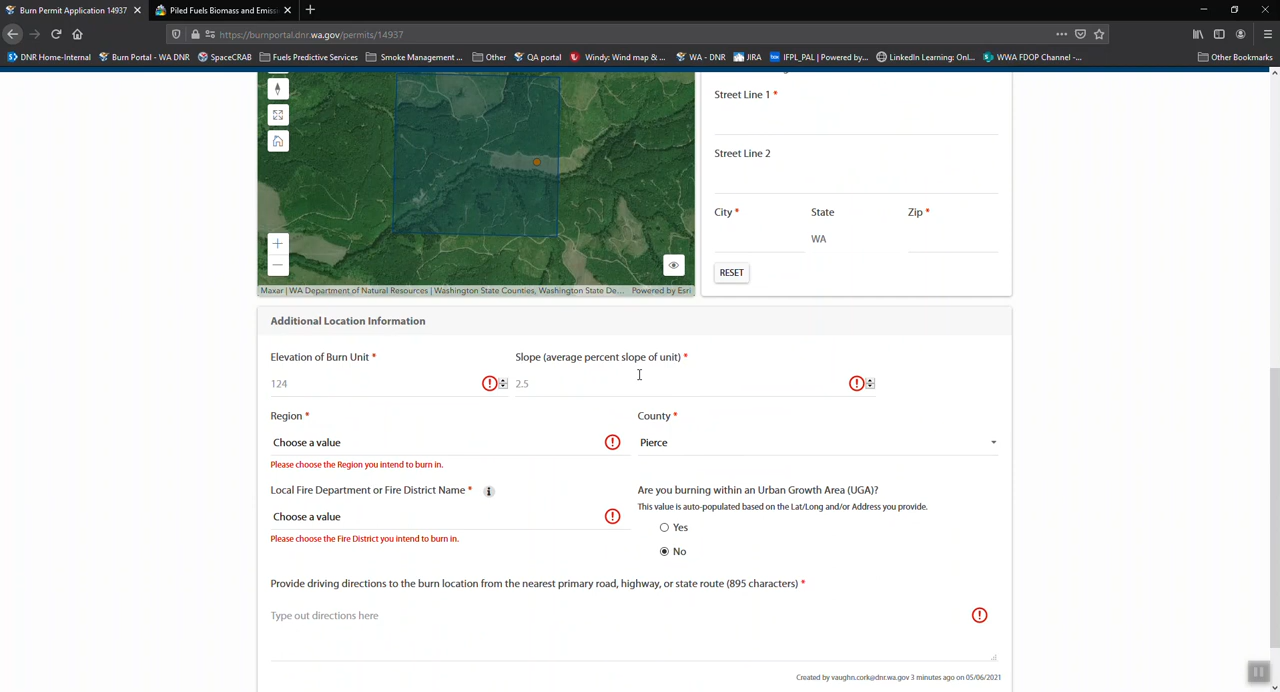 Burn Permit Application 14937
Piled Fuels Biomass and Emiss
https://burnportal.dnr.wa.gov/permits/14937
DNR Home-Internal
Burn Portal - WA DNR
SpaceCRAB
Fuels Predictive Services
Smoke Management ...
Other
QA portal
Windy: Wind map & ...
WA - DNR
JIRA
IFPL_PAL | Powered by...
LinkedIn Learning: Onl...
WWA FDOP Channel -...
Other Bookmarks
Maxar | WA Department of Natural Resources | Washington State Counties, Washington State De...
Powered by Esri
Street Line 1 *
Street Line 2
City * State Zip *
WA
RESET
Additional Location Information
Elevation of Burn Unit * Slope (average percent slope of unit) *
124 2.5
Region * County *
Choose a value Pierce
Please choose the Region you intend to burn in.
Local Fire Department or Fire District Name * Are you burning within an Urban Growth Area (UGA)?
This value is auto-populated based on the Lat/Long and/or Address you provide.
Choose a value
Yes
Please choose the Fire District you intend to burn in.
No
Provide driving directions to the burn location from the nearest primary road, highway, or state route (895 characters) *
Type out directions here
Created by vaughn.cork@dnr.wa.gov 3 minutes ago on 05/06/2021